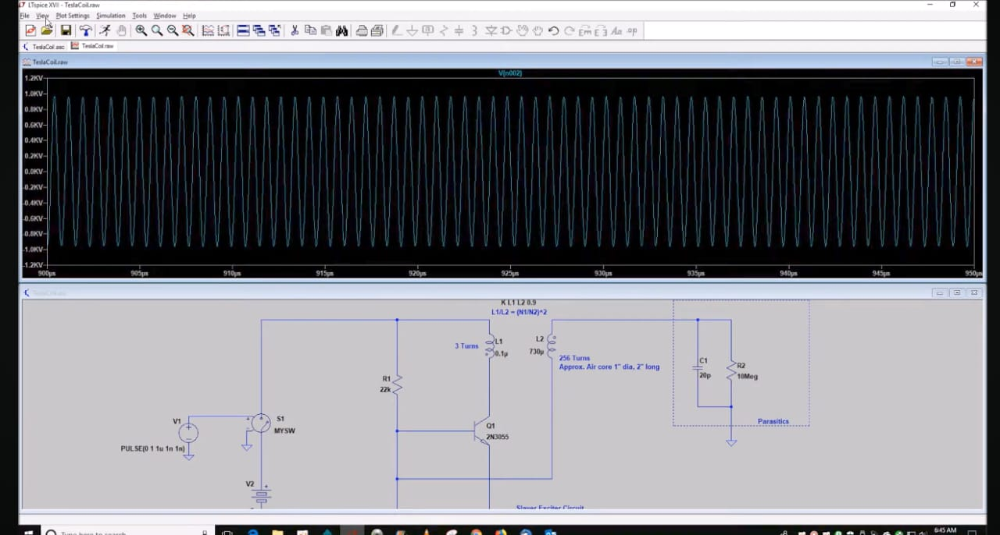 LTspice XVII - TeslaCoil.raw
File View Plot Settings Simulation Tools Window Help
TeslaCoil.asc TeslaCoil.raw
TeslaCoil.raw
V(n002)
1.2KV
1.0KV
0.8KV
0.6KV
0.4KV
0.2KV
0.0KV
-0.2KV
-0.4KV
-0.6KV
-0.8KV
-1.0KV
-1.2KV
900µs 905µs 910µs 915µs 920µs 925µs 930µs 935µs 940µs 945µs 950µs
K L1 L2 0.9
L1/L2 = (N1/N2)^2
3 Turns
L1
0.1µ
L2
730µ
256 Turns
Approx. Air core 1" dia, 2" long
C1
20p
R2
10Meg
R1
22k
Parasitics
V1
PULSE(0 1 1u 1n 1n)
S1
MYSW
Q1
2N3055
V2
Slayer Exciter Circuit
Type here to search
6:45 AM